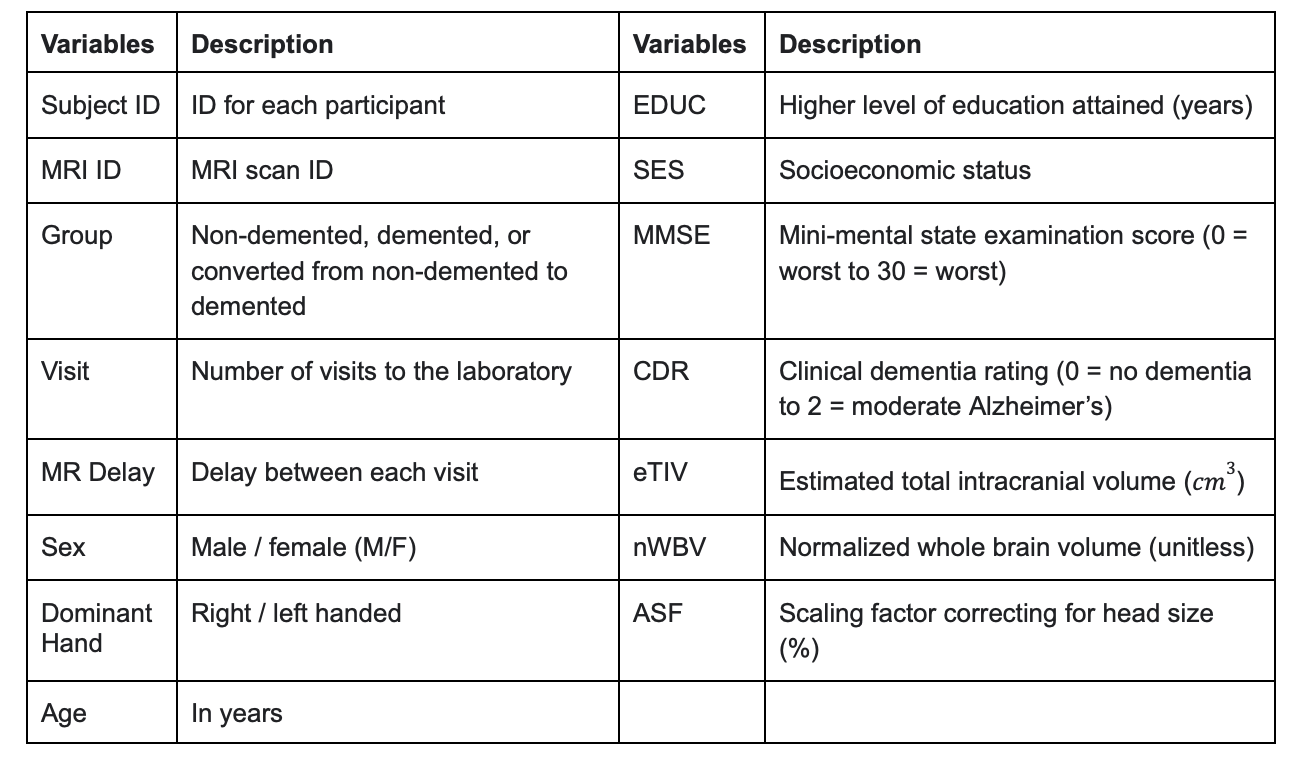 Variables Description Variables Description
Subject ID ID for each participant EDUC Higher level of education attained (years)
MRI ID MRI scan ID SES Socioeconomic status
Group Non-demented, demented, or MMSE Mini-mental state examination score (0 =
converted from non-demented to worst to 30 = worst)
demented
Visit Number of visits to the laboratory CDR Clinical dementia rating (0 = no dementia
to 2 = moderate Alzheimer’s)
MR Delay Delay between each visit eTIV Estimated total intracranial volume (cm³)
Sex Male / female (M/F) nWBV Normalized whole brain volume (unitless)
Dominant Right / left handed ASF Scaling factor correcting for head size
Hand (%)
Age In years